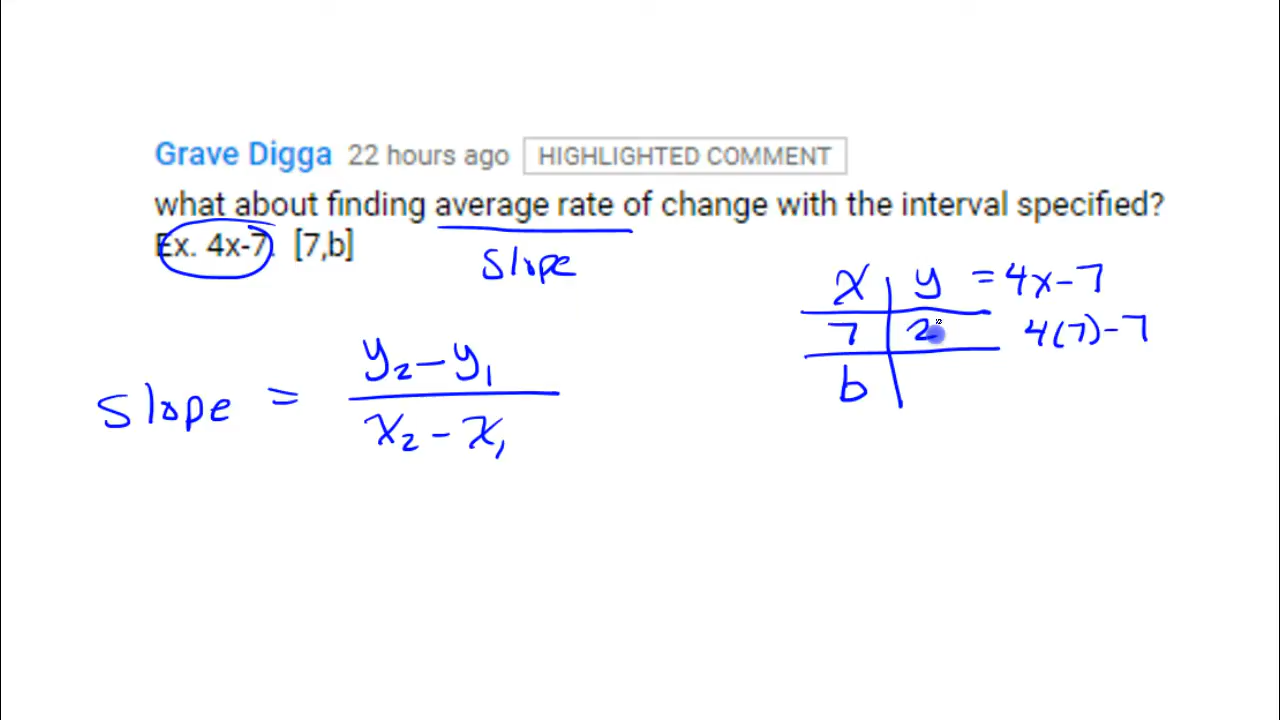 Grave Digga 22 hours ago HIGHLIGHTED COMMENT
what about finding average rate of change with the interval specified?
Ex. 4x-7. [7,b]
slope
x y = 4x-7
7 2 4(7)-7
b
slope = y₂-y₁
x₂-x₁